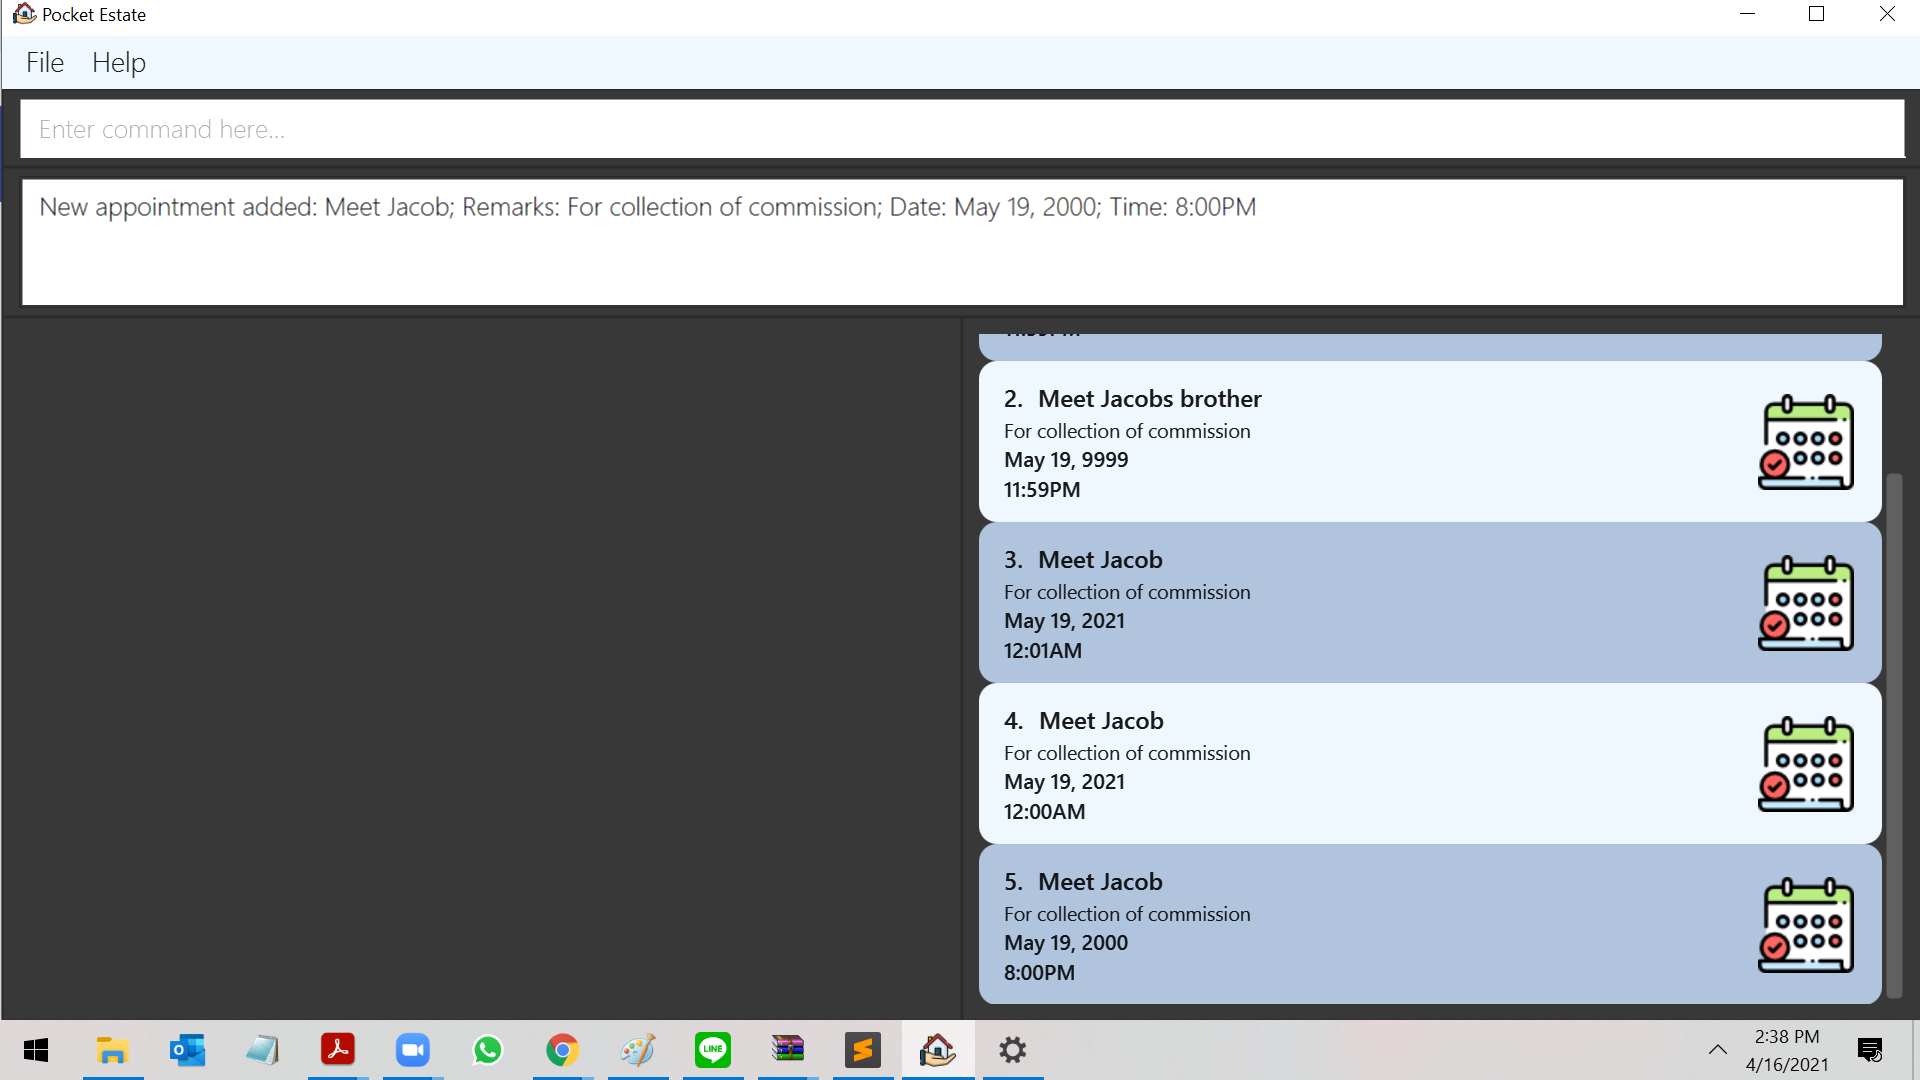 Pocket Estate
File Help
Enter command here...
New appointment added: Meet Jacob; Remarks: For collection of commission; Date: May 19, 2000; Time: 8:00PM
2. Meet Jacobs brother
For collection of commission
May 19, 9999
11:59PM
3. Meet Jacob
For collection of commission
May 19, 2021
12:01AM
4. Meet Jacob
For collection of commission
May 19, 2021
12:00AM
5. Meet Jacob
For collection of commission
May 19, 2000
8:00PM
LINE
2:38 PM
4/16/2021